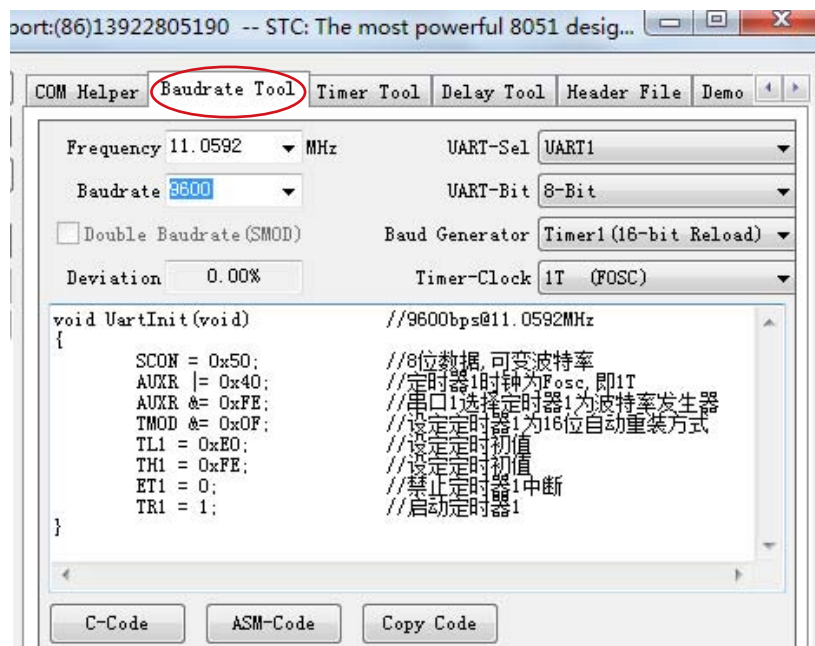 port:(86)13922805190 -- STC: The most powerful 8051 desig...
COM Helper Baudrate Tool Timer Tool Delay Tool Header File Demo
Frequency 11.0592 MHz UART-Sel UART1
Baudrate 9600 UART-Bit 8-Bit
Double Baudrate(SMOD) Baud Generator Timer1(16-bit Reload)
Deviation 0.00% Timer-Clock 1T (FOSC)
void UartInit(void) //9600bps@11.0592MHz
{
SCON = 0x50; //8位数据,可变波特率
AUXR |= 0x40; //定时器1时钟为Fosc,即1T
AUXR &= 0xFE; //串口1选择定时器1为波特率发生器
TMOD &= 0x0F; //设定定时器1为16位自动重装方式
TL1 = 0xE0; //设定定时初值
TH1 = 0xFE; //设定定时初值
ET1 = 0; //禁止定时器1中断
TR1 = 1; //启动定时器1
}
C-Code ASM-Code Copy Code